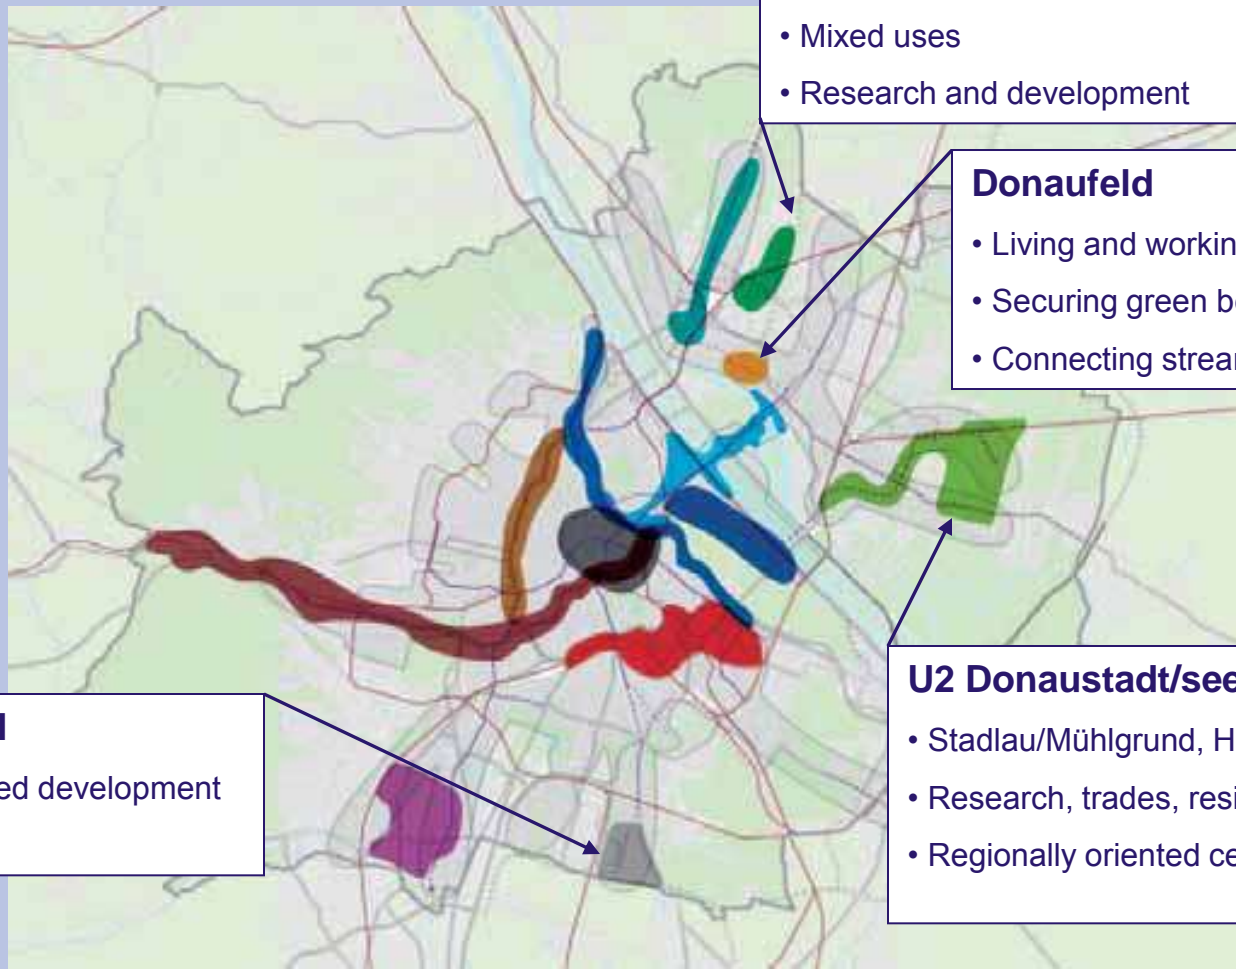 • Mixed uses
• Research and development
Donaufeld
• Living and workin
• Securing green b
• Connecting strea
U2 Donaustadt/see
• Stadlau/Mühlgrund, H
• Research, trades, resi
• Regionally oriented ce
ed development